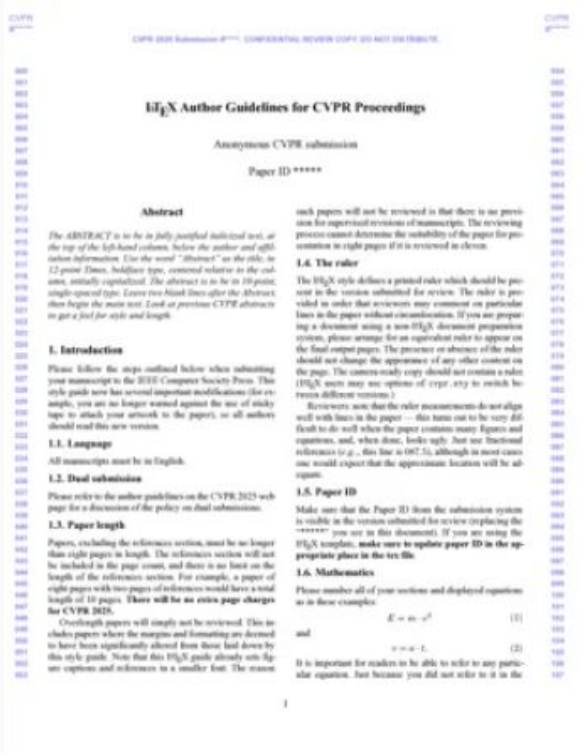 CVPR
#****
CVPR 2025 Submission #****. CONFIDENTIAL REVIEW COPY. DO NOT DISTRIBUTE.
CVPR
#****
LATEX Author Guidelines for CVPR Proceedings
Anonymous CVPR submission
Paper ID *****
Abstract
The ABSTRACT is to be in fully justified italicized text, at
the top of the left-hand column, below the author and affil-
iation information. Use the word “Abstract” as the title, in
12-point Times, boldface type, centered relative to the col-
umn, initially capitalized. The abstract is to be in 10-point,
single-spaced type. Leave two blank lines after the Abstract,
then begin the main text. Look at previous CVPR abstracts
to get a feel for style and length.
1. Introduction
Please follow the steps outlined below when submitting
your manuscript to the IEEE Computer Society Press. This
style guide now has several important modifications (for ex-
ample, you are no longer warned against the use of sticky
tape to attach your artwork to the paper), so all authors
should read this new version.
1.1. Language
All manuscripts must be in English.
1.2. Dual submission
Please refer to the author guidelines on the CVPR 2025 web
page for a discussion of the policy on dual submissions.
1.3. Paper length
Papers, excluding the references section, must be no longer
than eight pages in length. The references section will not
be included in the page count, and there is no limit on the
length of the references section. For example, a paper of
eight pages with two pages of references would have a total
length of 10 pages. There will be no extra page charges
for CVPR 2025.
Overlength papers will simply not be reviewed. This in-
cludes papers where the margins and formatting are deemed
to have been significantly altered from those laid down by
this style guide. Note that this LATEX guide already sets fig-
ure captions and references in a smaller font. The reason
such papers will not be reviewed is that there is no provi-
sion for supervised revisions of manuscripts. The reviewing
process cannot determine the suitability of the paper for pre-
sentation in eight pages if it is reviewed in eleven.
1.4. The ruler
The LATEX style defines a printed ruler which should be pre-
sent in the version submitted for review. The ruler is pro-
vided in order that reviewers may comment on particular
lines in the paper without circumlocution. If you are prepar-
ing a document using a non-LATEX document preparation
system, please arrange for an equivalent ruler to appear on
the final output pages. The presence or absence of the ruler
should not change the appearance of any other content on
the page. The camera-ready copy should not contain a ruler.
(LATEX users may use options of cvpr.sty to switch be-
tween different versions.)
Reviewers: note that the ruler measurements do not align
well with lines in the paper — this turns out to be very dif-
ficult to do well when the paper contains many figures and
equations, and, when done, looks ugly. Just use fractional
references (e.g., this line is 087.5), although in most cases
one would expect that the approximate location will be ad-
equate.
1.5. Paper ID
Make sure that the Paper ID from the submission system
is visible in the version submitted for review (replacing the
“*****” you see in this document). If you are using the
LATEX template, make sure to update paper ID in the ap-
propriate place in the tex file.
1.6. Mathematics
Please number all of your sections and displayed equations
as in these examples:
E = m · c² (1)
and
v = a · t. (2)
It is important for readers to be able to refer to any partic-
ular equation. Just because you did not refer to it in the
1